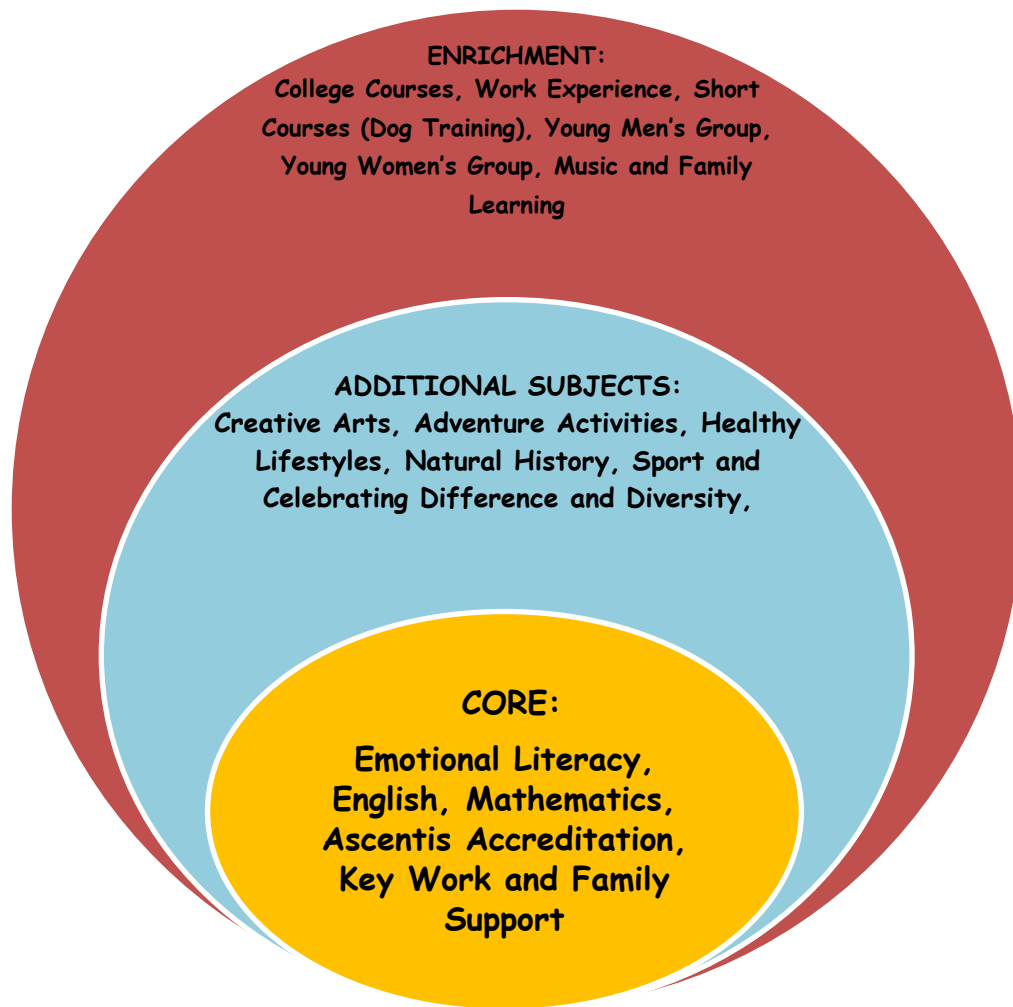 ENRICHMENT:
College Courses, Work Experience, Short
Courses (Dog Training), Young Men’s Group,
Young Women’s Group, Music and Family
Learning
ADDITIONAL SUBJECTS:
Creative Arts, Adventure Activities, Healthy
Lifestyles, Natural History, Sport and
Celebrating Difference and Diversity,
CORE:
Emotional Literacy,
English, Mathematics,
Ascentis Accreditation,
Key Work and Family
Support